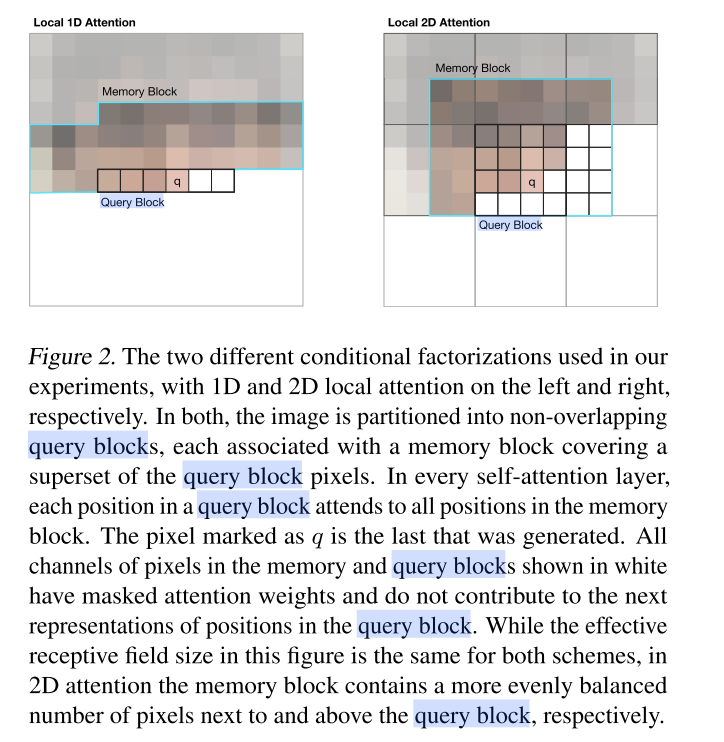 Local 1D Attention
Local 2D Attention
Memory Block
Memory Block
q
q
Query Block
Query Block
Figure 2. The two different conditional factorizations used in our
experiments, with 1D and 2D local attention on the left and right,
respectively. In both, the image is partitioned into non-overlapping
query blocks, each associated with a memory block covering a
superset of the query block pixels. In every self-attention layer,
each position in a query block attends to all positions in the memory
block. The pixel marked as q is the last that was generated. All
channels of pixels in the memory and query blocks shown in white
have masked attention weights and do not contribute to the next
representations of positions in the query block. While the effective
receptive field size in this figure is the same for both schemes, in
2D attention the memory block contains a more evenly balanced
number of pixels next to and above the query block, respectively.